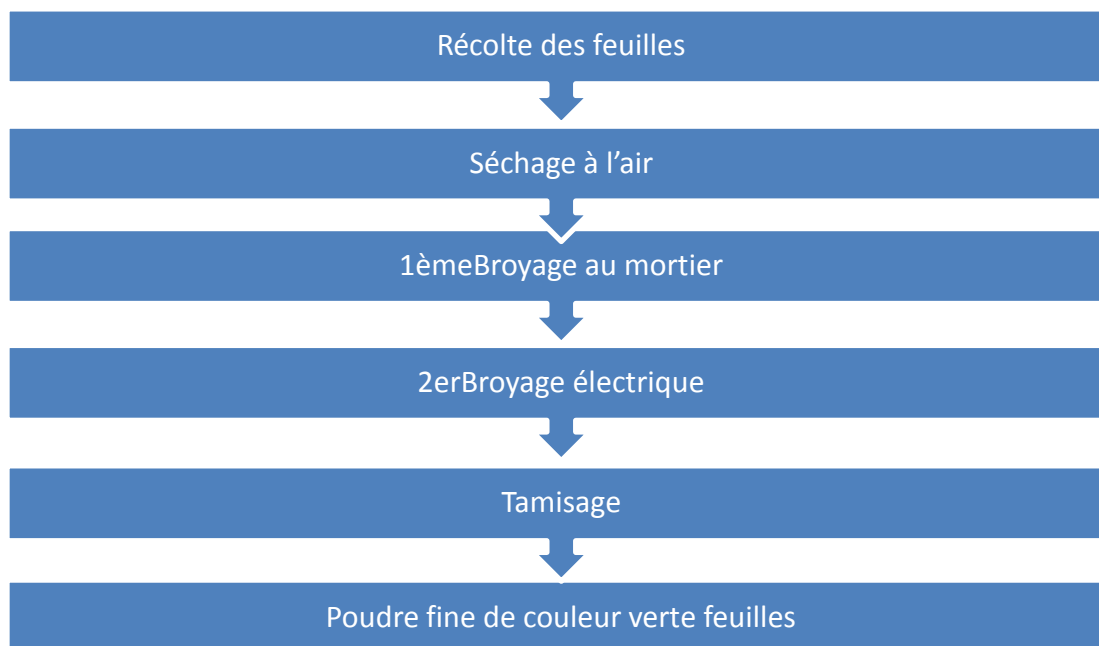 Récolte des feuilles
Séchage à l’air
1èmeBroyage au mortier
2erBroyage électrique
Tamisage
Poudre fine de couleur verte feuilles